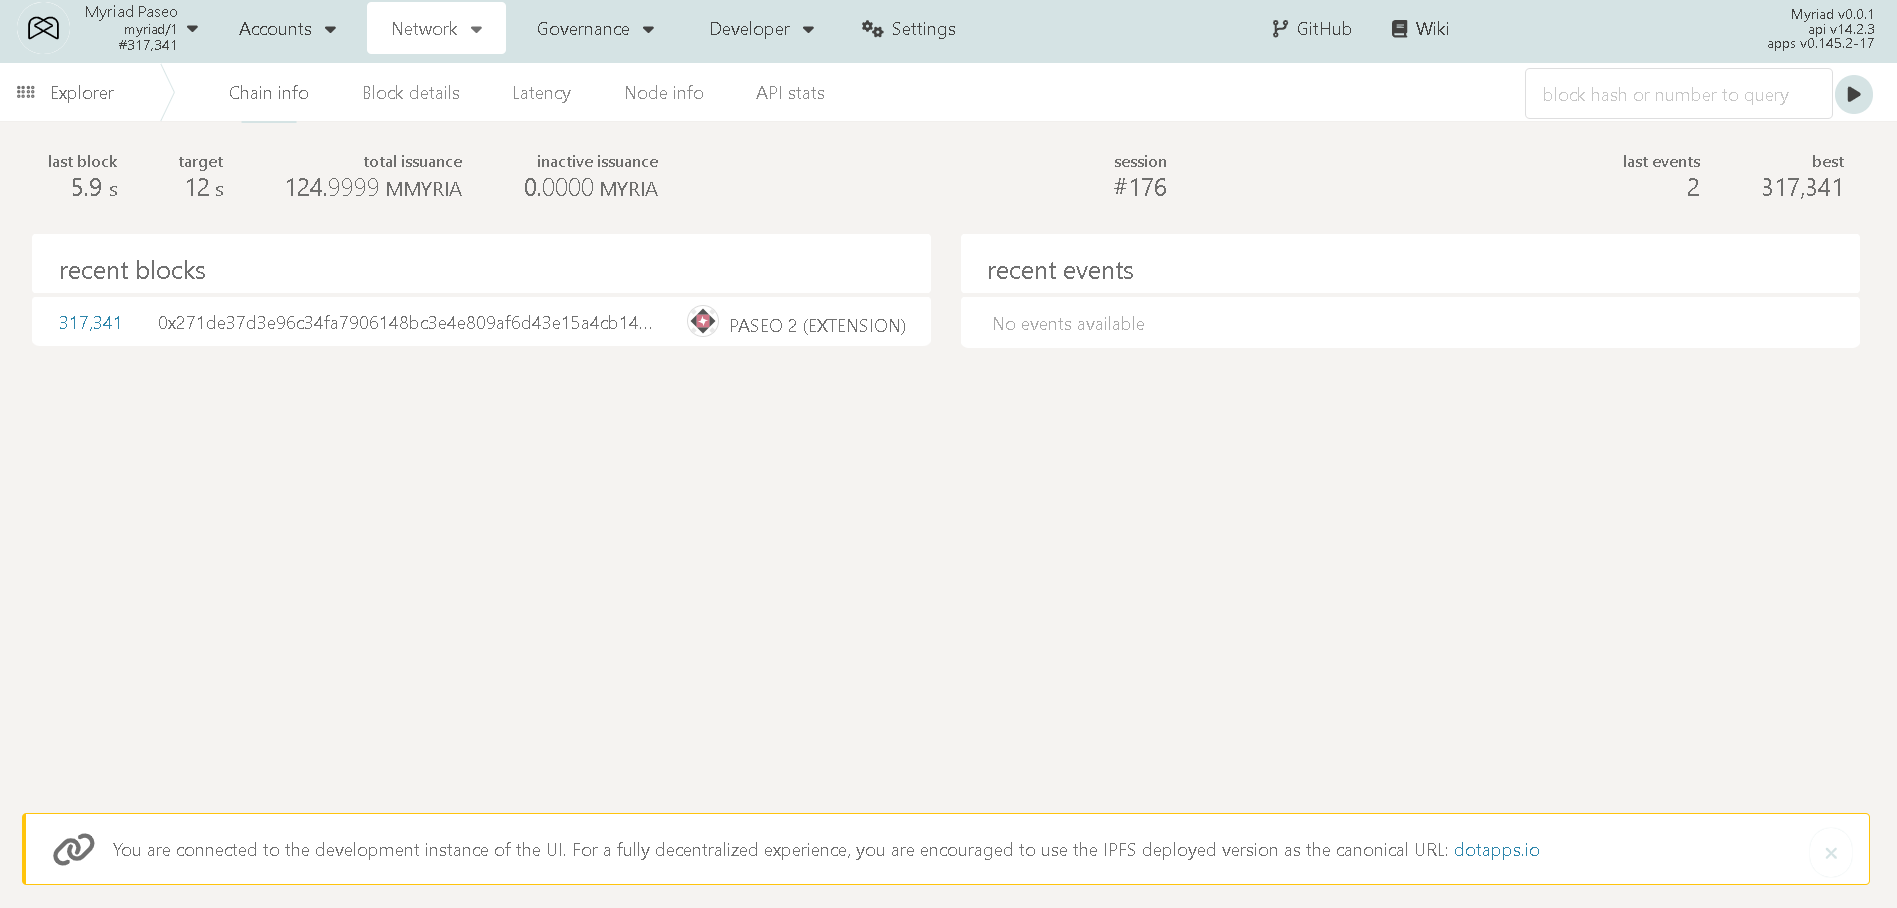 Myriad Paseo
myriad/1
#317,341
Accounts
Network
Governance
Developer
Settings
GitHub
Wiki
Myriad v0.0.1
api v14.2.3
apps v0.145.2-17
Explorer
Chain info
Block details
Latency
Node info
API stats
block hash or number to query
last block
5.9 s
target
12 s
total issuance
124.9999 MMYRIA
inactive issuance
0.0000 MYRIA
session
#176
last events
2
best
317,341
recent blocks
317,341 0x271de37d3e96c34fa7906148bc3e4e809af6d43e15a4cb14... PASEO 2 (EXTENSION)
recent events
No events available
You are connected to the development instance of the UI. For a fully decentralized experience, you are encouraged to use the IPFS deployed version as the canonical URL: dotapps.io